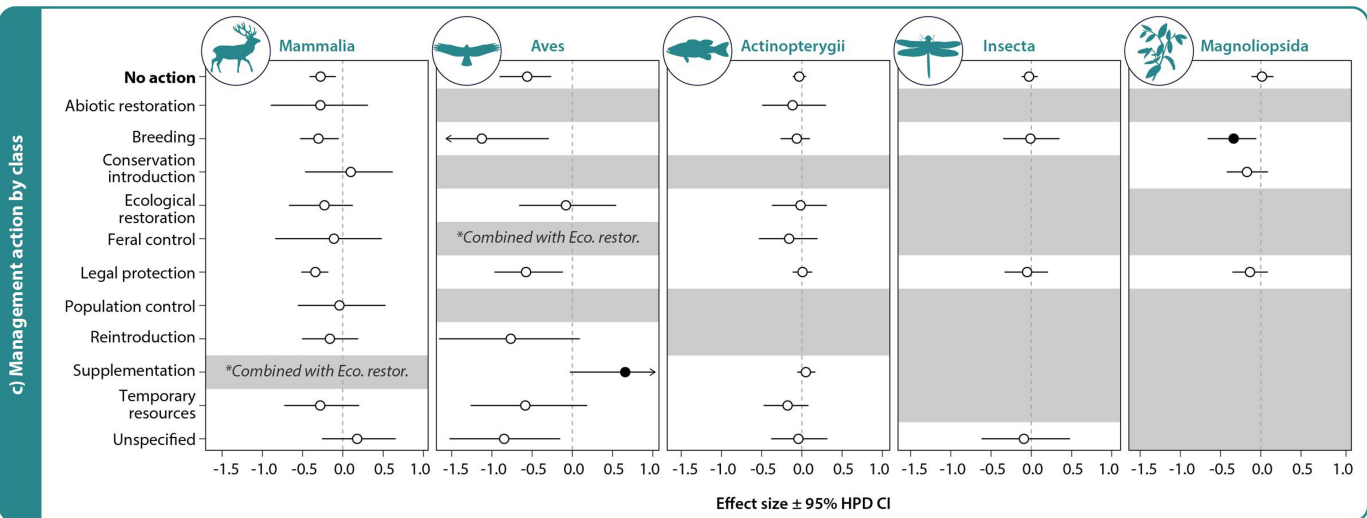 c) Management action by class
Mammalia
Aves
Actinopterygii
Insecta
Magnoliopsida
No action
Abiotic restoration
Breeding
Conservation
introduction
Ecological
restoration
Feral control
*Combined with Eco. restor.
Legal protection
Population control
Reintroduction
Supplementation
*Combined with Eco. restor.
Temporary
resources
Unspecified
-1.5 -1.0 -0.5 0.0 0.5 1.0
-1.5 -0.5 0.0 0.5 1.0
-1.5 -1.0 -0.5 0.0 0.5 1.0
-1.5 -1.0 -0.5 0.0 0.5 1.0
-1.5 -1.0 -0.5 0.0 0.5 1.0
Effect size ± 95% HPD CI